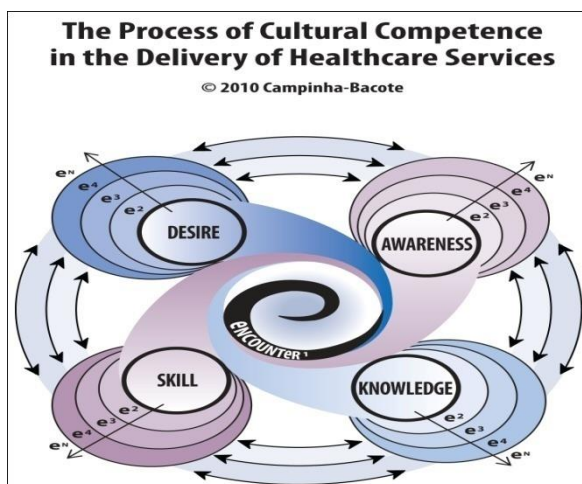 The Process of Cultural Competence
in the Delivery of Healthcare Services
© 2010 Campinha-Bacote
eᴺ
e⁴
e³
e²
DESIRE
eᴺ
e⁴
e³
e²
AWARENESS
eNCOUNTeR¹
SKILL
e²
e³
e⁴
eᴺ
KNOWLEDGE
e²
e³
e⁴
eᴺ